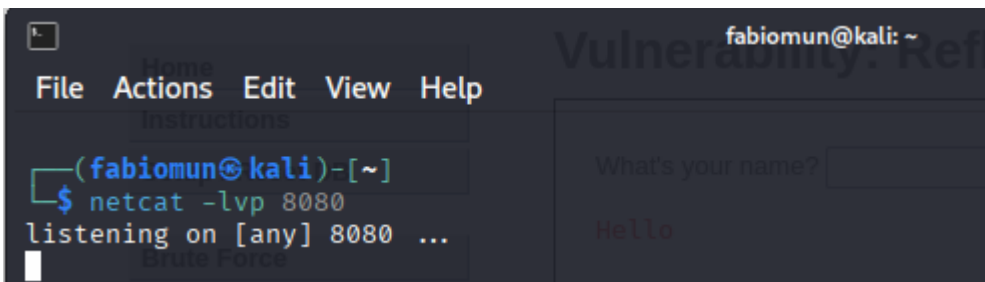 fabiomun@kali: ~
Vulnerability: Refl
Home
File Actions Edit View Help
Instructions
(fabiomun㉿kali)-[~]
What's your name?
$ netcat -lvp 8080
listening on [any] 8080 ...
Hello
Brute Force